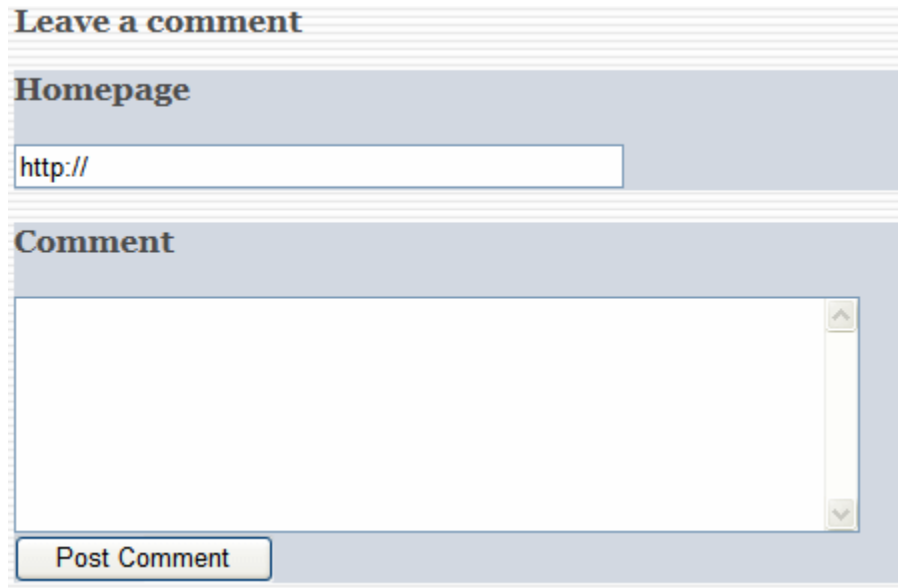 Leave a comment
Homepage
http://
Comment
Post Comment